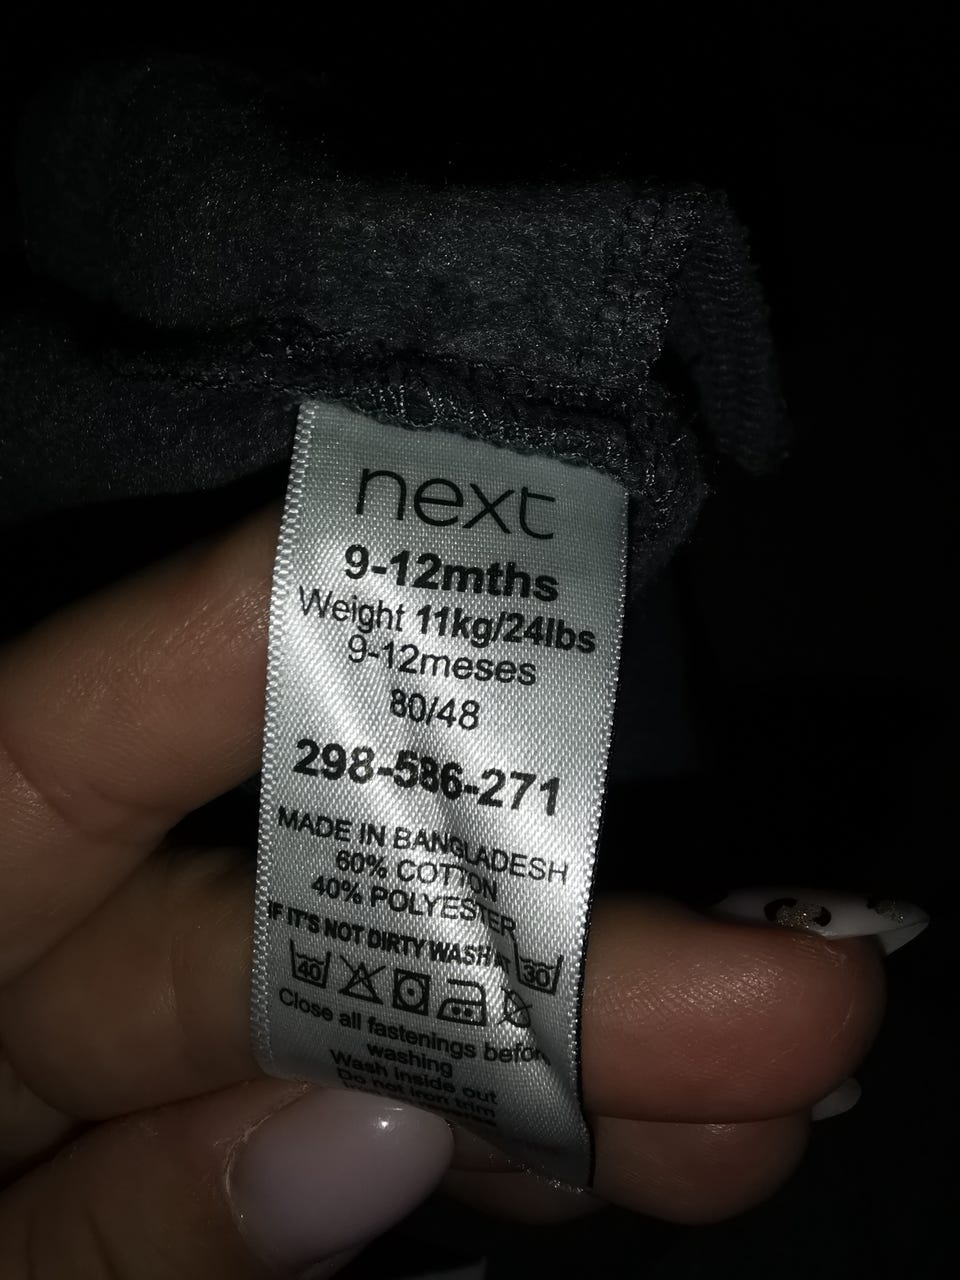 next
9-12mths
Weight 11kg/24lbs
9-12meses
80/48
298-586-271
MADE IN BANGLADESH
60% COTTON
40% POLYESTER
IF IT'S NOT DIRTY WASH AT 30
40
Close all fastenings before
washing
Wash inside out
Do not iron trim